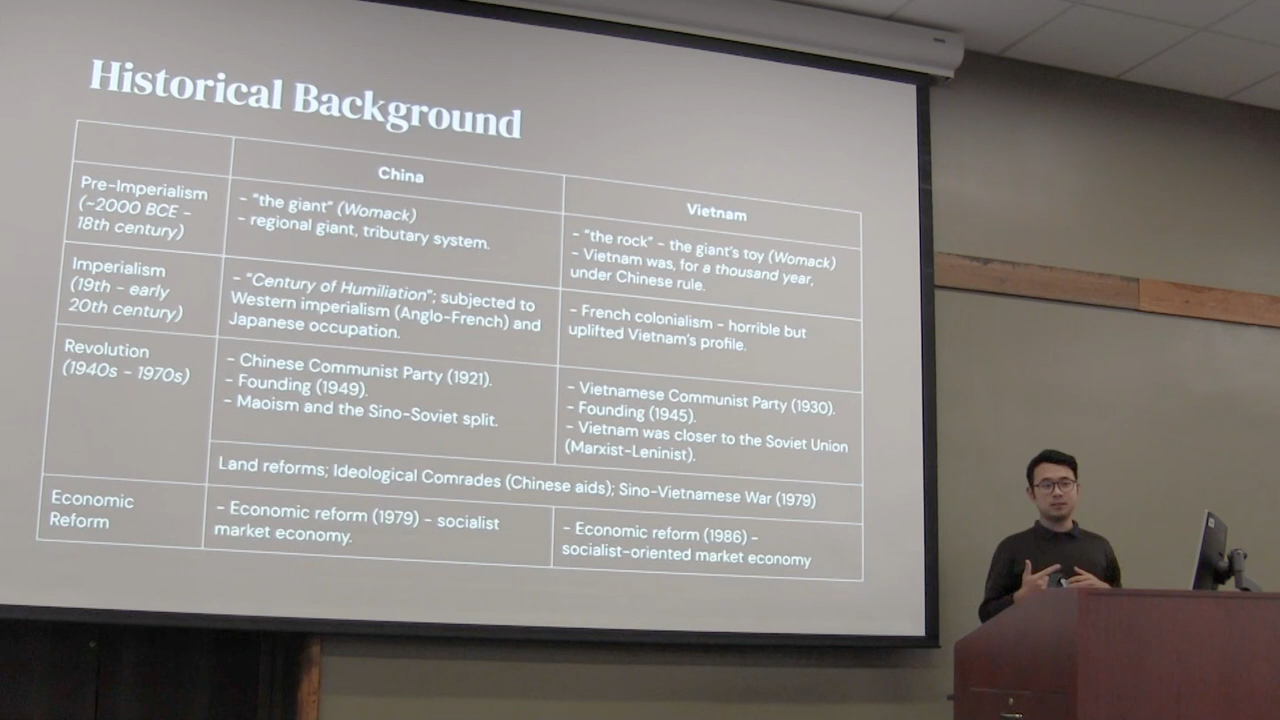 Historical Background
China
Vietnam
Pre-Imperialism
(~2000 BCE -
18th century)
- "the giant" (Womack)
- regional giant, tributary system.
- "the rock" - the giant's toy (Womack)
- Vietnam was, for a thousand year,
under Chinese rule.
Imperialism
(19th - early
20th century)
- "Century of Humiliation"; subjected to
Western imperialism (Anglo-French) and
Japanese occupation.
- French colonialism - horrible but
uplifted Vietnam's profile.
Revolution
(1940s - 1970s)
- Chinese Communist Party (1921).
- Founding (1949).
- Maoism and the Sino-Soviet split.
- Vietnamese Communist Party (1930).
- Founding (1945).
- Vietnam was closer to the Soviet Union
(Marxist-Leninist).
Land reforms; Ideological Comrades (Chinese aids); Sino-Vietnamese War (1979)
Economic
Reform
- Economic reform (1979) - socialist
market economy.
- Economic reform (1986) -
socialist-oriented market economy